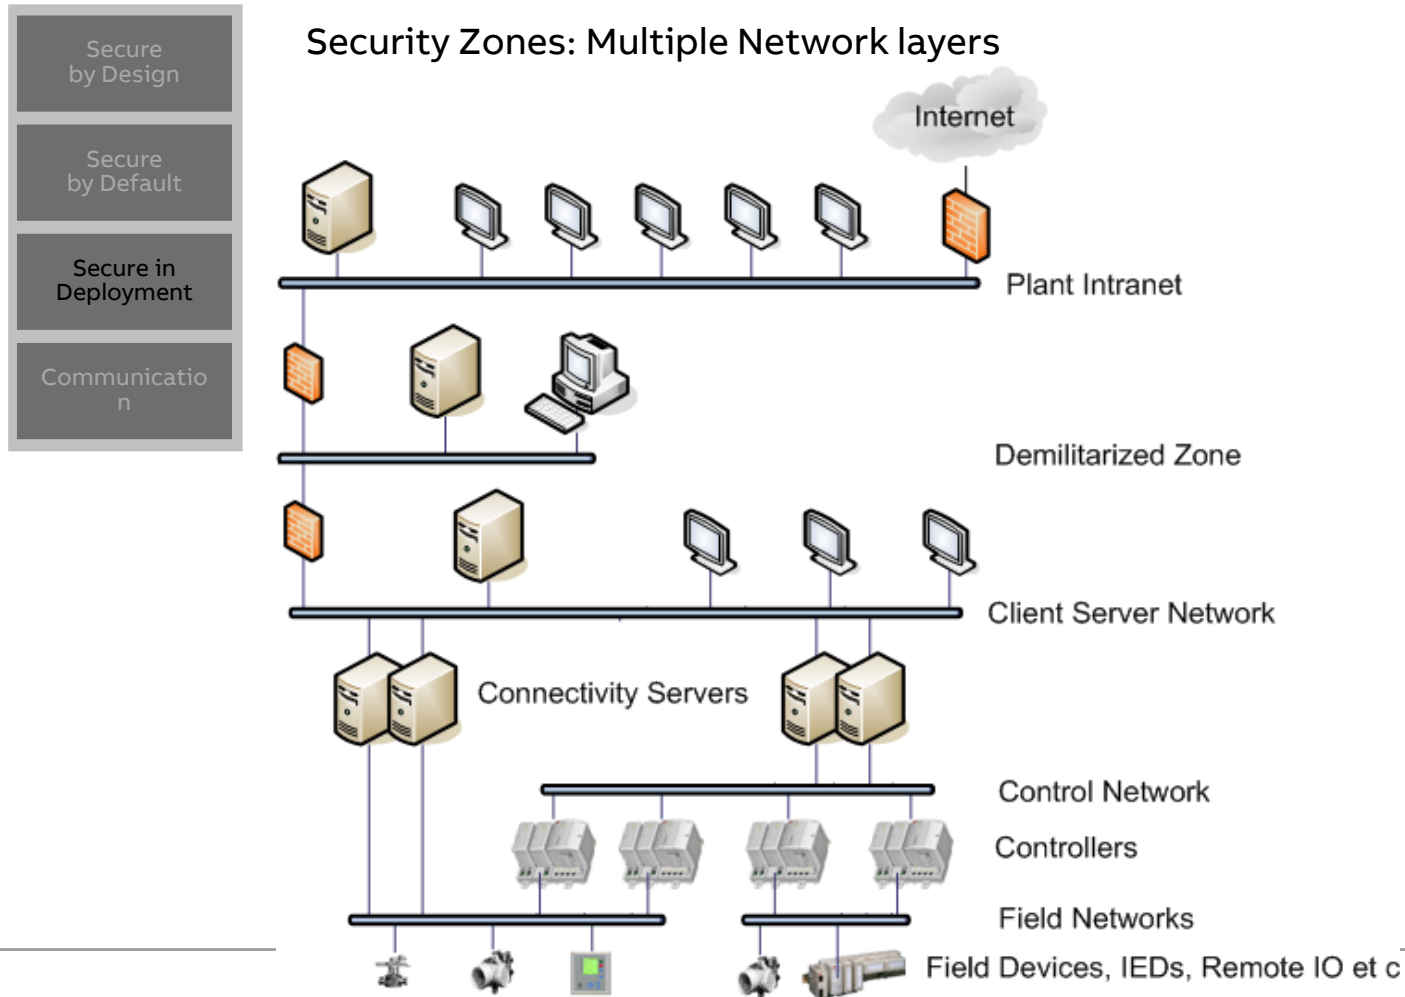 Secure
by Design
Secure
by Default
Secure in
Deployment
Communicatio
n
Security Zones: Multiple Network layers
Internet
Plant Intranet
Demilitarized Zone
Client Server Network
Connectivity Servers
Control Network
Controllers
Field Networks
Field Devices, IEDs, Remote IO et c